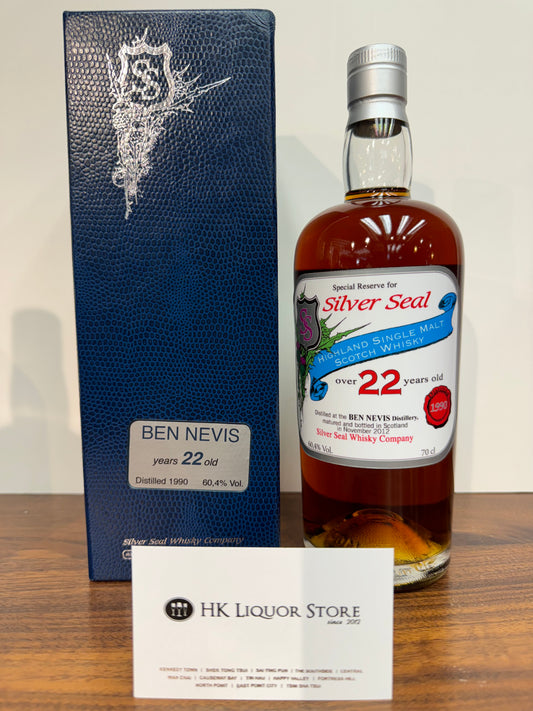 SS
BEN NEVIS
years 22 old
Distilled 1990 60,4% Vol.
Silver Seal Whisky Company
Special Reserve for
Silver Seal
SS
HIGHLAND SINGLE MALT
SCOTCH WHISKY
over 22 years old
1990
Distilled at the BEN NEVIS Distillery,
matured and bottled in Scotland
in November 2012
Silver Seal Whisky Company
60,4% Vol. 70 cl
HK LIQUOR STORE
since 2012
KENNEDY TOWN | SHEK TONG TSUI | SAI YING PUN | THE SOUTHSIDE | CENTRAL
WAN CHAI | CAUSEWAY BAY | TIN HAU | HAPPY VALLEY | FORTRESS HILL
NORTH POINT | EAST POINT CITY | TSIM SHA TSUI